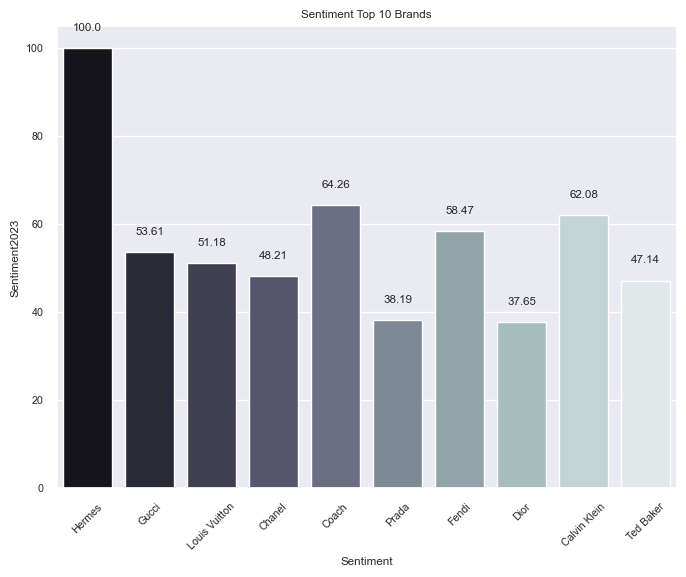 Sentiment Top 10 Brands
100.0
53.61
51.18
48.21
64.26
38.19
58.47
37.65
62.08
47.14
Sentiment2023
100
80
60
40
20
0
Hermes
Gucci
Louis Vuitton
Chanel
Coach
Prada
Fendi
Dior
Calvin Klein
Ted Baker
Sentiment